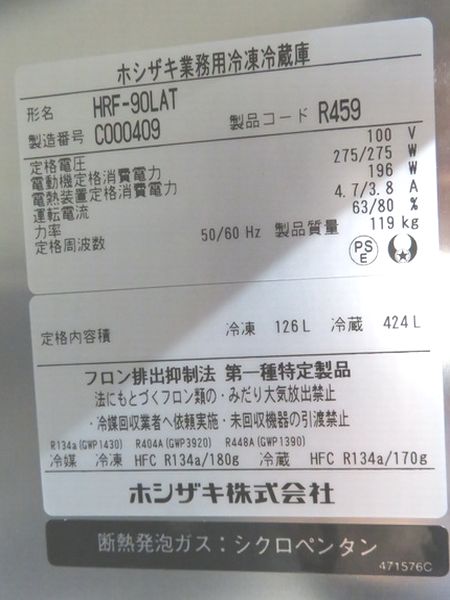 ホシザキ業務用冷凍冷蔵庫
形名 HRF-90LAT
製造番号 C000409 製品コード R459
定格電圧 100 V
電動機定格消費電力 275/275 W
電熱装置定格消費電力 196 W
運転電流 4.7/3.8 A
力率 63/80 %
定格周波数 50/60 Hz 製品質量 119 kg
PSE
定格内容積 冷凍 126L 冷蔵 424L
フロン排出抑制法 第一種特定製品
法にもとづくフロン類の・みだり大気放出禁止
・冷媒回収業者へ依頼実施・未回収機器の引渡禁止
R134a(GWP1430) R404A(GWP3920) R448A(GWP1390)
冷媒 冷凍 HFC R134a/180g 冷蔵 HFC R134a/170g
ホシザキ株式会社
断熱発泡ガス:シクロペンタン
471576C